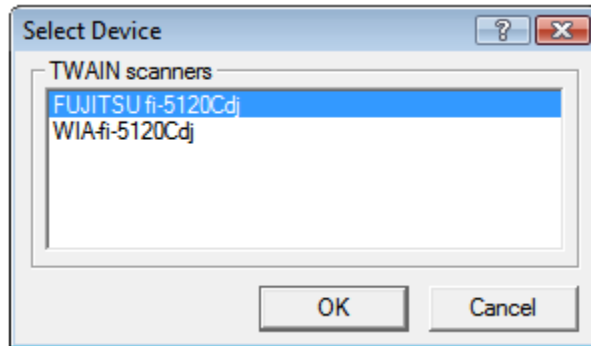 Select Device
TWAIN scanners
FUJITSU fi-5120Cdj
WIA-fi-5120Cdj
OK
Cancel